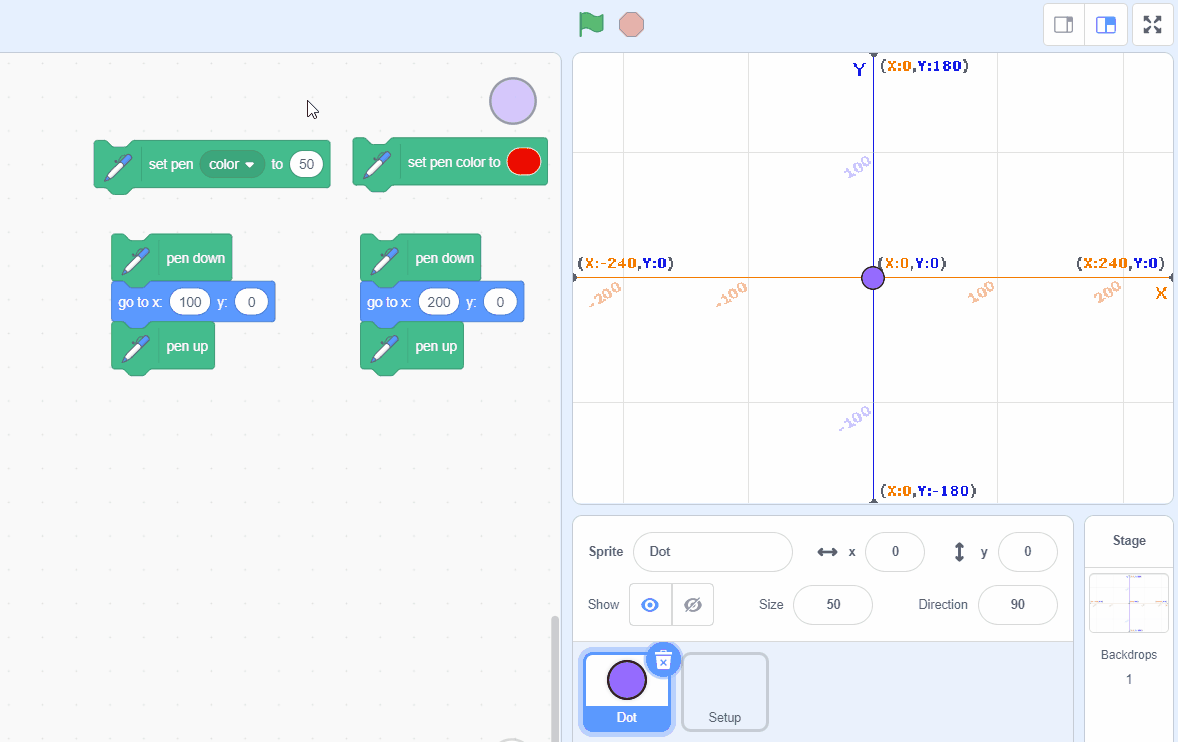 set pen color to 50
set pen color to
pen down
go to x: 100 y: 0
pen up
pen down
go to x: 200 y: 0
pen up
Y (X:0,Y:180)
100
(X:-240,Y:0)
(X:0,Y:0)
(X:240,Y:0)
-200
-100
100
200
X
-100
(X:0,Y:-180)
Sprite Dot x 0 y 0
Show Size 50 Direction 90
Dot
Setup
Stage
Backdrops
1